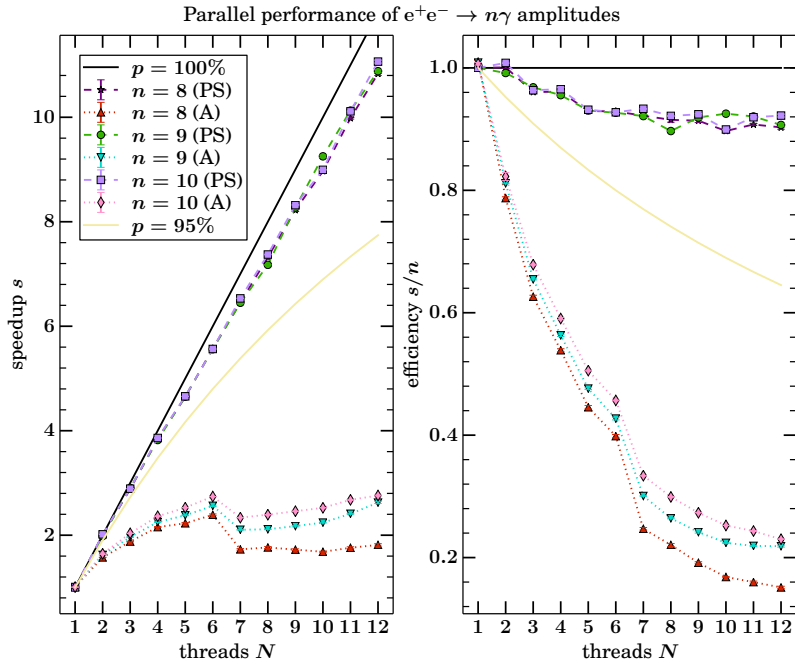 Parallel performance of e⁺e⁻ → nγ amplitudes
p = 100%
n = 8 (PS)
n = 8 (A)
n = 9 (PS)
n = 9 (A)
n = 10 (PS)
n = 10 (A)
p = 95%
speedup s
10
8
6
4
2
1 2 3 4 5 6 7 8 9 10 11 12
threads N
efficiency s/n
1.0
0.8
0.6
0.4
0.2
1 2 3 4 5 6 7 8 9 10 11 12
threads N